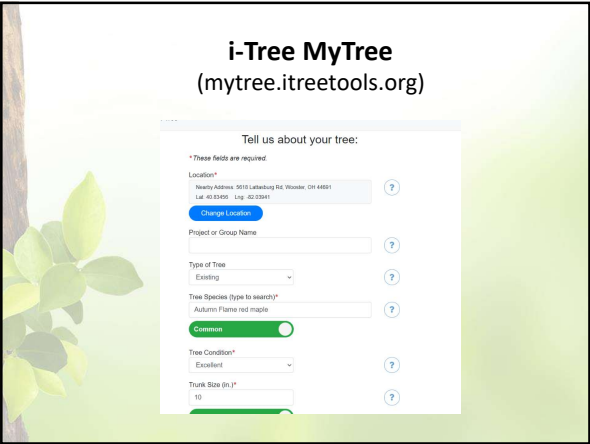 i-Tree MyTree
(mytree.itreetools.org)
Tell us about your tree:
* These fields are required.
Location*
Nearby Address: 5618 Lattasburg Rd, Wooster, OH 44691
Lat: 40.83456 Lng: -82.03941
?
Change Location
Project or Group Name
?
Type of Tree
Existing
?
Tree Species (type to search)*
Autumn Flame red maple
?
Common
Tree Condition*
Excellent
?
Trunk Size (in.)*
10
?